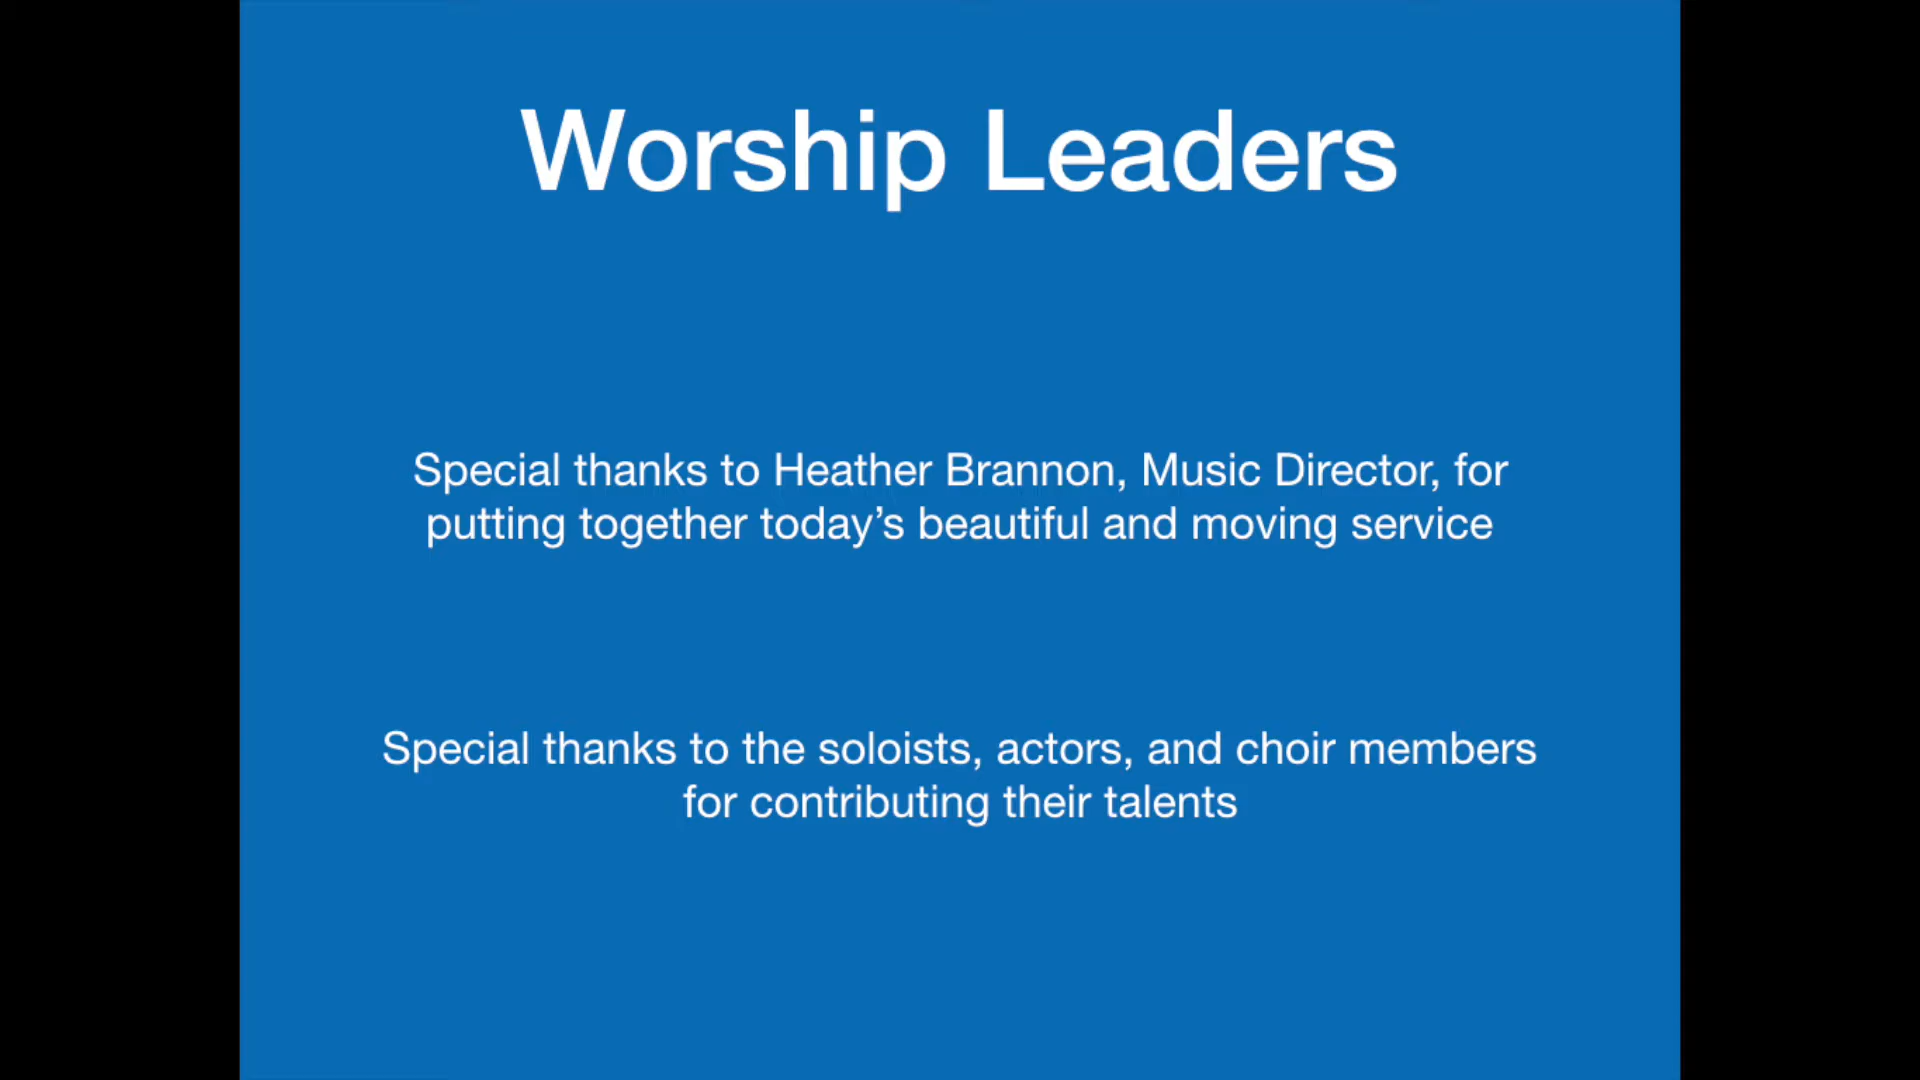 Worship Leaders
Special thanks to Heather Brannon, Music Director, for
putting together today’s beautiful and moving service
Special thanks to the soloists, actors, and choir members
for contributing their talents